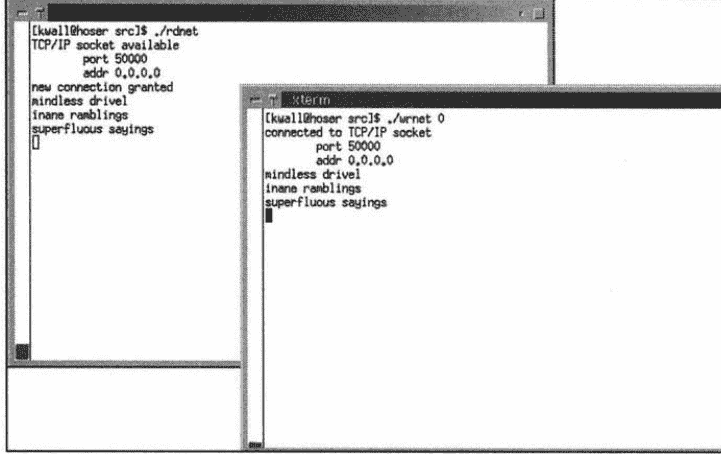 [kwall@hoser src]$ ./rdnet
TCP/IP socket available
port 50000
addr 0.0.0.0
new connection granted
mindless drivel
inane ramblings
superfluous sayings
xterm
[kwall@hoser src]$ ./wrnet 0
connected to TCP/IP socket
port 50000
addr 0.0.0.0
mindless drivel
inane ramblings
superfluous sayings